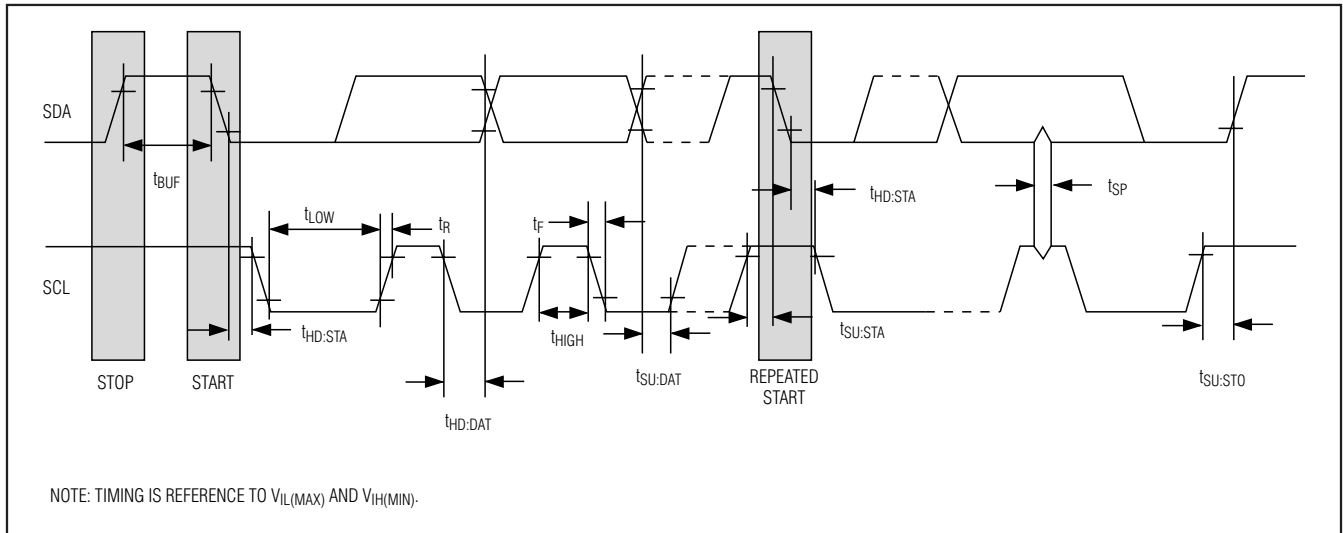 SDA
tBUF
tLOW
tR
tF
tHD:STA
tSP
SCL
tHD:STA
tHIGH
tSU:STA
STOP
START
tSU:DAT
REPEATED
START
tSU:STO
tHD:DAT
NOTE: TIMING IS REFERENCE TO VIL(MAX) AND VIH(MIN).